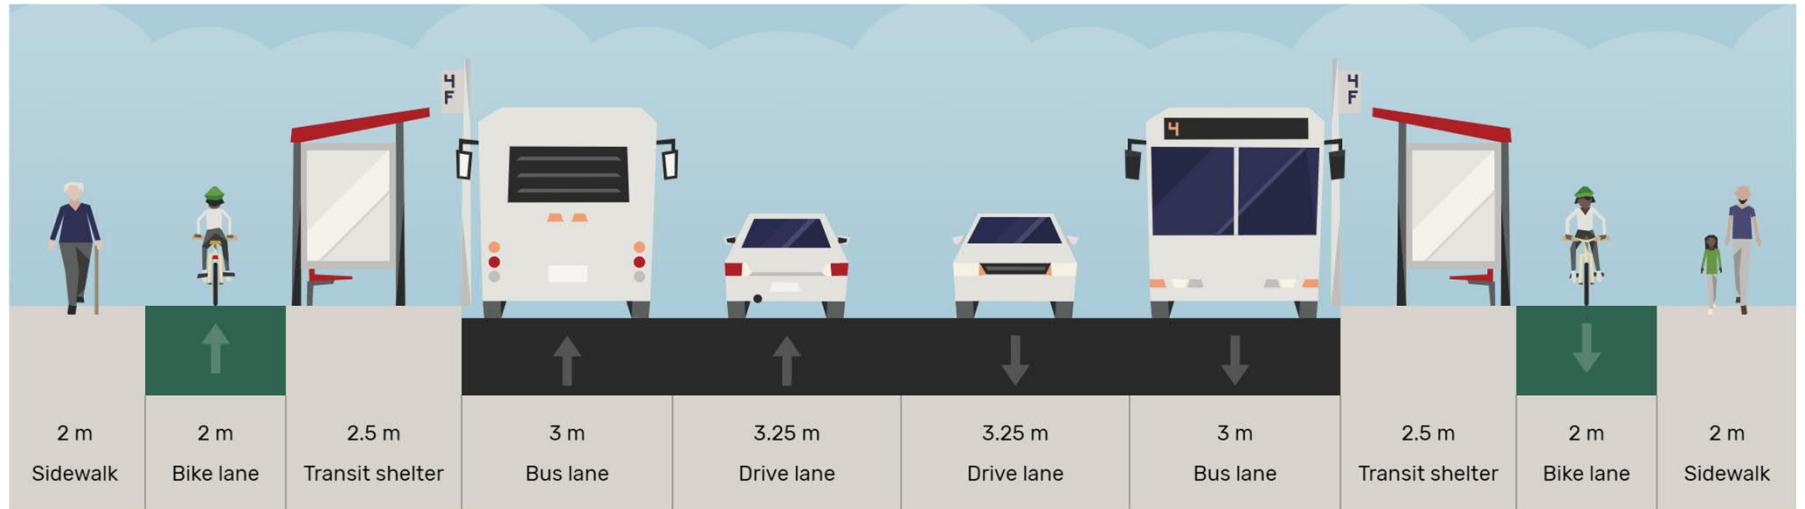 4
F
4
4
F
2 m
Sidewalk
2 m
Bike lane
2.5 m
Transit shelter
3 m
Bus lane
3.25 m
Drive lane
3.25 m
Drive lane
3 m
Bus lane
2.5 m
Transit shelter
2 m
Bike lane
2 m
Sidewalk